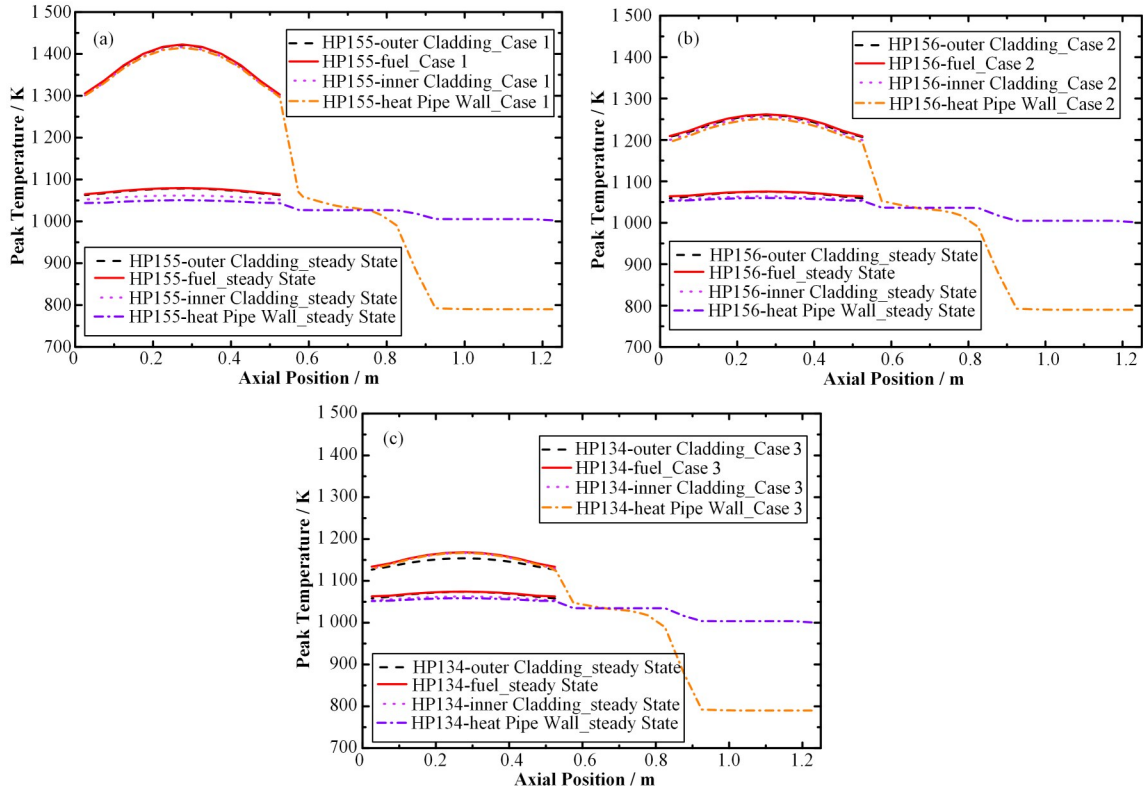 (a)
HP155-outer Cladding_Case 1
HP155-fuel_Case 1
HP155-inner Cladding_Case 1
HP155-heat Pipe Wall_Case 1
HP155-outer Cladding_steady State
HP155-fuel_steady State
HP155-inner Cladding_steady State
HP155-heat Pipe Wall_steady State
Peak Temperature / K
1 500
1 400
1 300
1 200
1 100
1 000
900
800
700
0 0.2 0.4 0.6 0.8 1.0 1.2
Axial Position / m
(b)
HP156-outer Cladding_Case 2
HP156-fuel_Case 2
HP156-inner Cladding_Case 2
HP156-heat Pipe Wall_Case 2
HP156-outer Cladding_steady State
HP156-fuel_steady State
HP156-inner Cladding_steady State
HP156-heat Pipe Wall_steady State
Peak Temperature / K
1 500
1 400
1 300
1 200
1 100
1 000
900
800
700
0 0.2 0.4 0.6 0.8 1.0 1.2
Axial Position / m
(c)
HP134-outer Cladding_Case 3
HP134-fuel_Case 3
HP134-inner Cladding_Case 3
HP134-heat Pipe Wall_Case 3
HP134-outer Cladding_steady State
HP134-fuel_steady State
HP134-inner Cladding_steady State
HP134-heat Pipe Wall_steady State
Peak Temperature / K
1 500
1 400
1 300
1 200
1 100
1 000
900
800
700
0 0.2 0.4 0.6 0.8 1.0 1.2
Axial Position / m